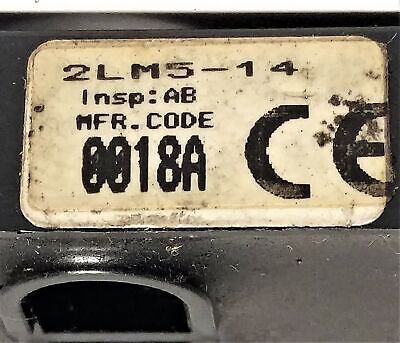 2LM5-14
Insp:AB
MFR.CODE
0018A
CE